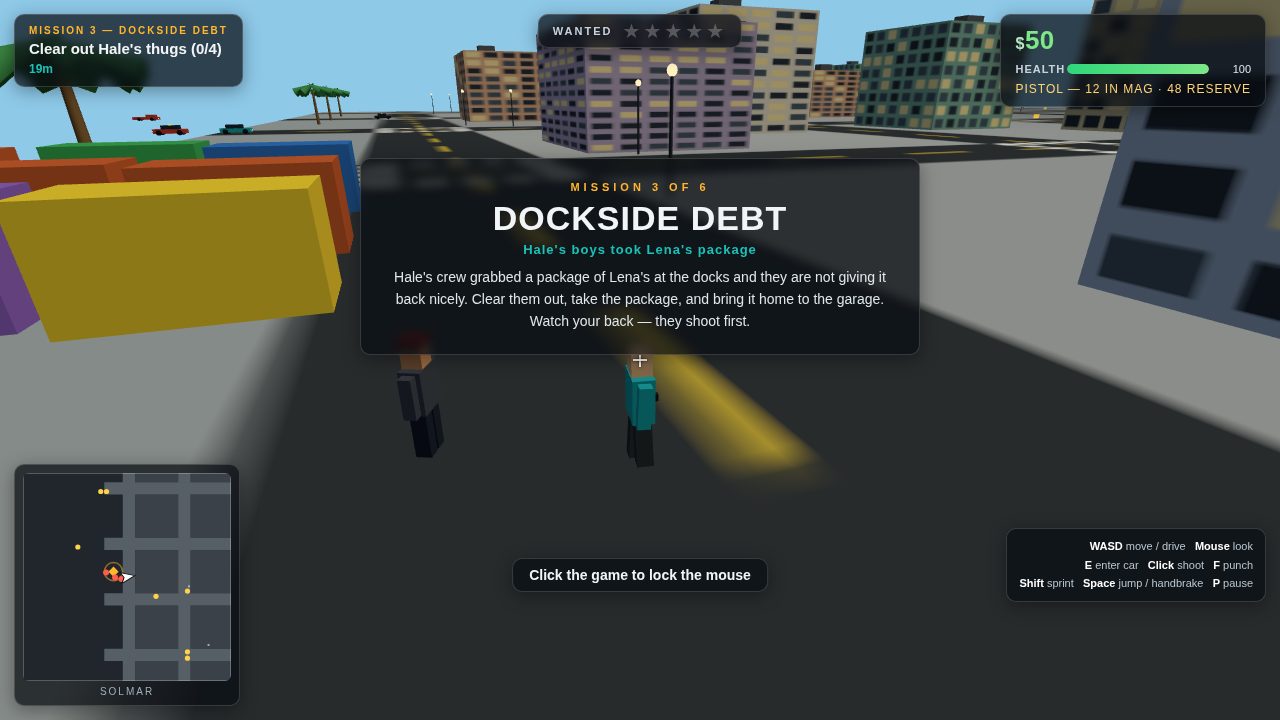 MISSION 3 — DOCKSIDE DEBT
Clear out Hale's thugs (0/4)
19m
WANTED ★★★★★
$50
HEALTH 100
PISTOL — 12 IN MAG · 48 RESERVE
MISSION 3 OF 6
DOCKSIDE DEBT
Hale's boys took Lena's package
Hale's crew grabbed a package of Lena's at the docks and they are not giving it
back nicely. Clear them out, take the package, and bring it home to the garage.
Watch your back — they shoot first.
Click the game to lock the mouse
WASD move / drive Mouse look
E enter car Click shoot F punch
Shift sprint Space jump / handbrake P pause
SOLMAR